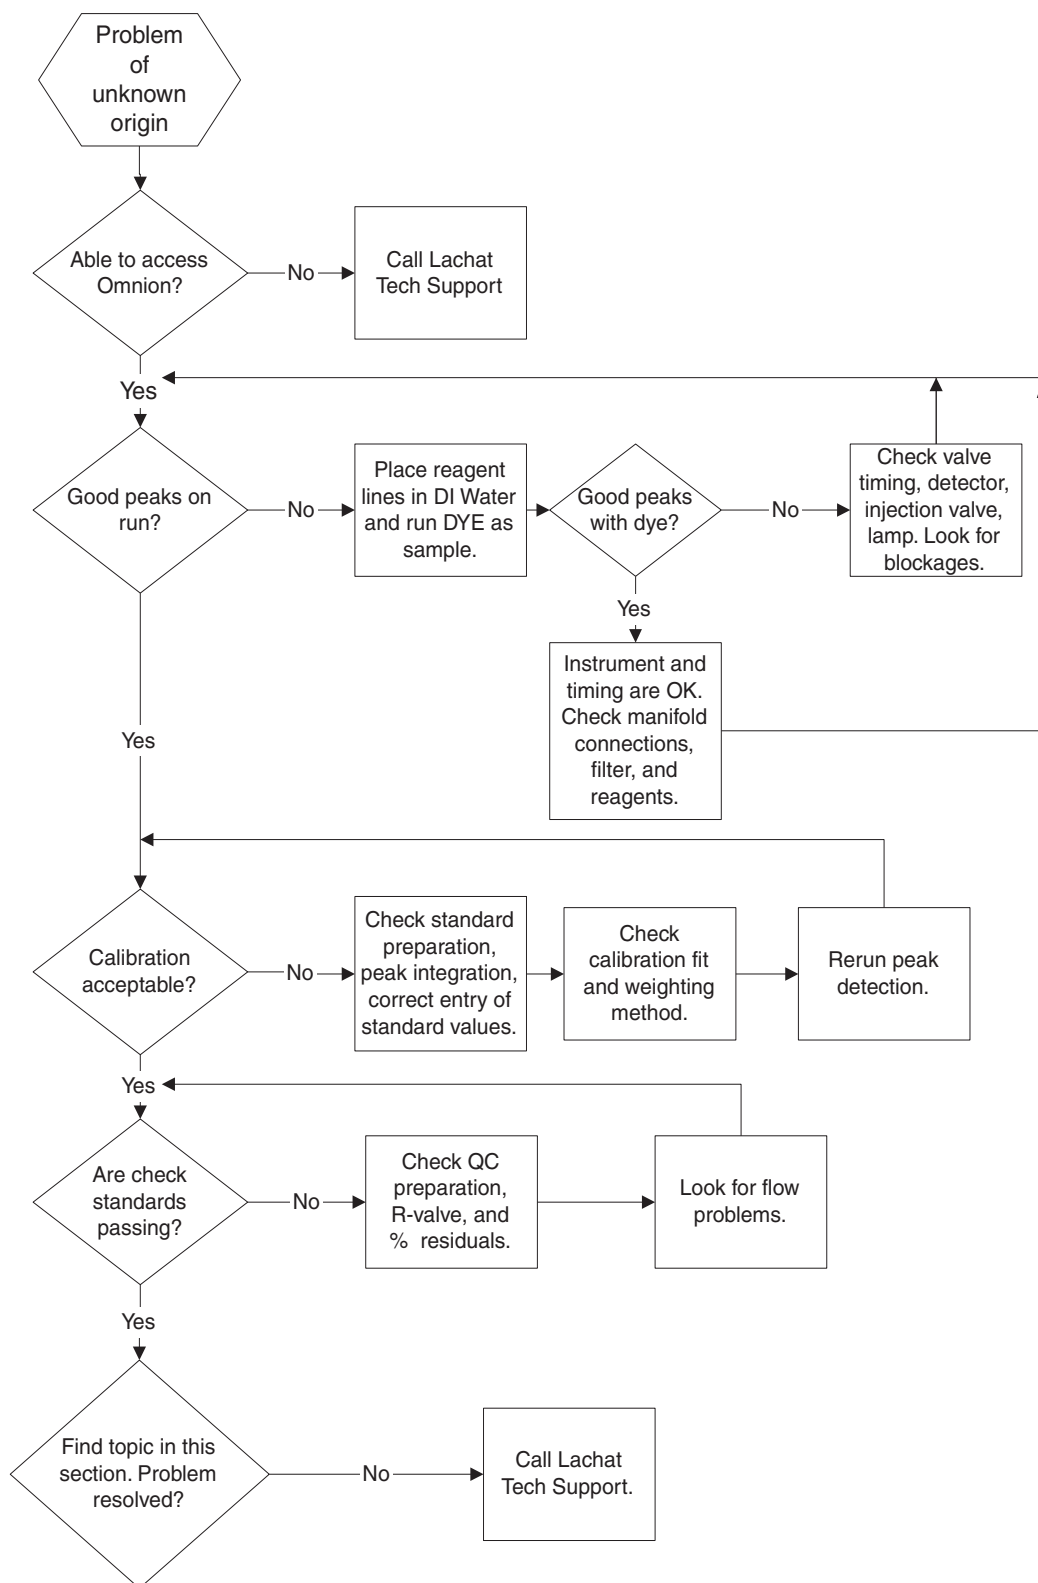 Problem
of
unknown
origin
Able to access
Omnion?
No
Call Lachat
Tech Support
Yes
Good peaks on
run?
No
Place reagent
lines in DI Water
and run DYE as
sample.
Good peaks
with dye?
No
Check valve
timing, detector,
injection valve,
lamp. Look for
blockages.
Yes
Instrument and
timing are OK.
Check manifold
connections,
filter, and
reagents.
Yes
Calibration
acceptable?
No
Check standard
preparation,
peak integration,
correct entry of
standard values.
Check
calibration fit
and weighting
method.
Rerun peak
detection.
Yes
Are check
standards
passing?
No
Check QC
preparation,
R-valve, and
% residuals.
Look for flow
problems.
Yes
Find topic in this
section. Problem
resolved?
No
Call Lachat
Tech Support.